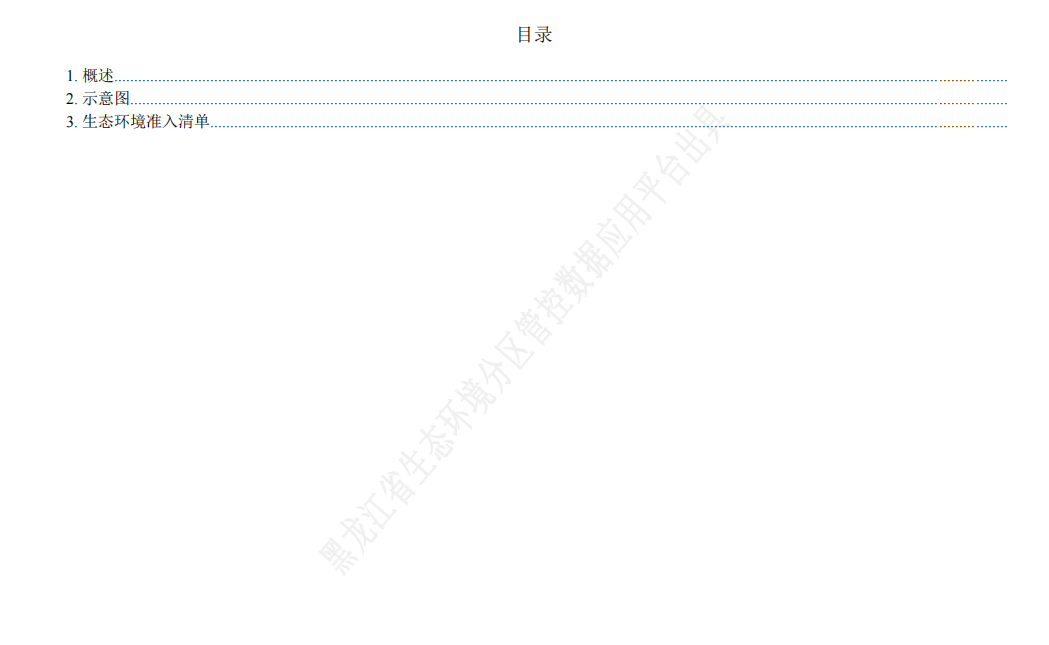 目录
1. 概述
2. 示意图
3. 生态环境准入清单
黑龙江省生态环境分区管控数据应用平台出具